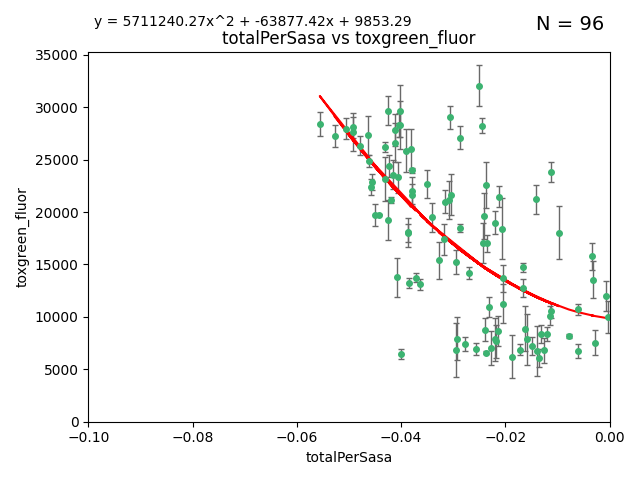 y = 5711240.27x^2 + -63877.42x + 9853.29
N = 96
totalPerSasa vs toxgreen_fluor
35000
30000
25000
20000
15000
10000
5000
0
toxgreen_fluor
−0.10 −0.08 −0.06 −0.04 −0.02 0.00
totalPerSasa